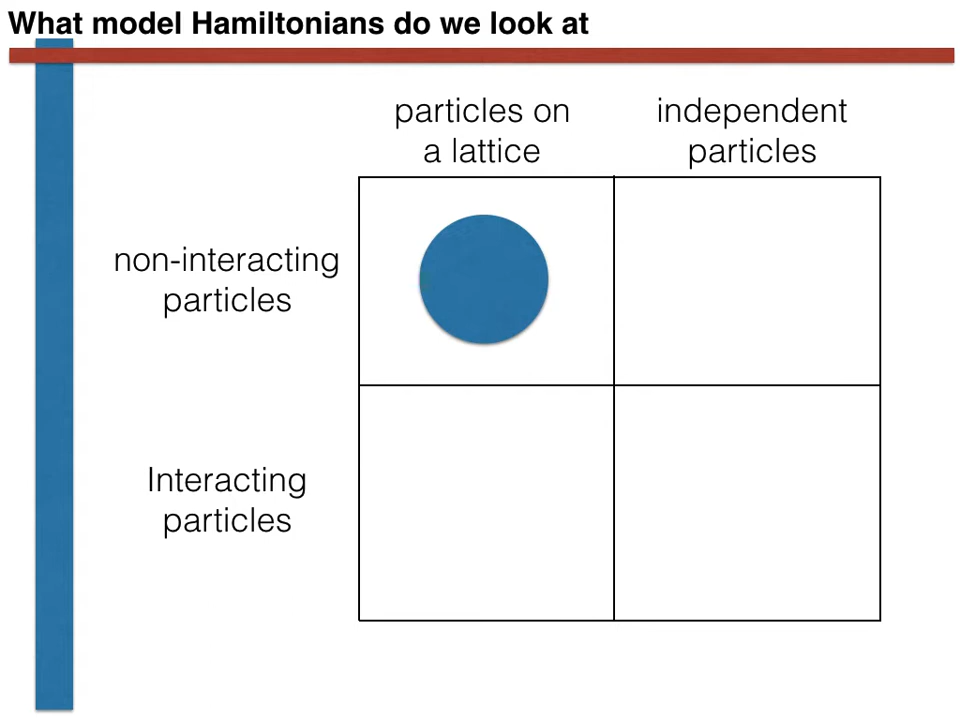 What model Hamiltonians do we look at
particles on
a lattice
independent
particles
non-interacting
particles
Interacting
particles